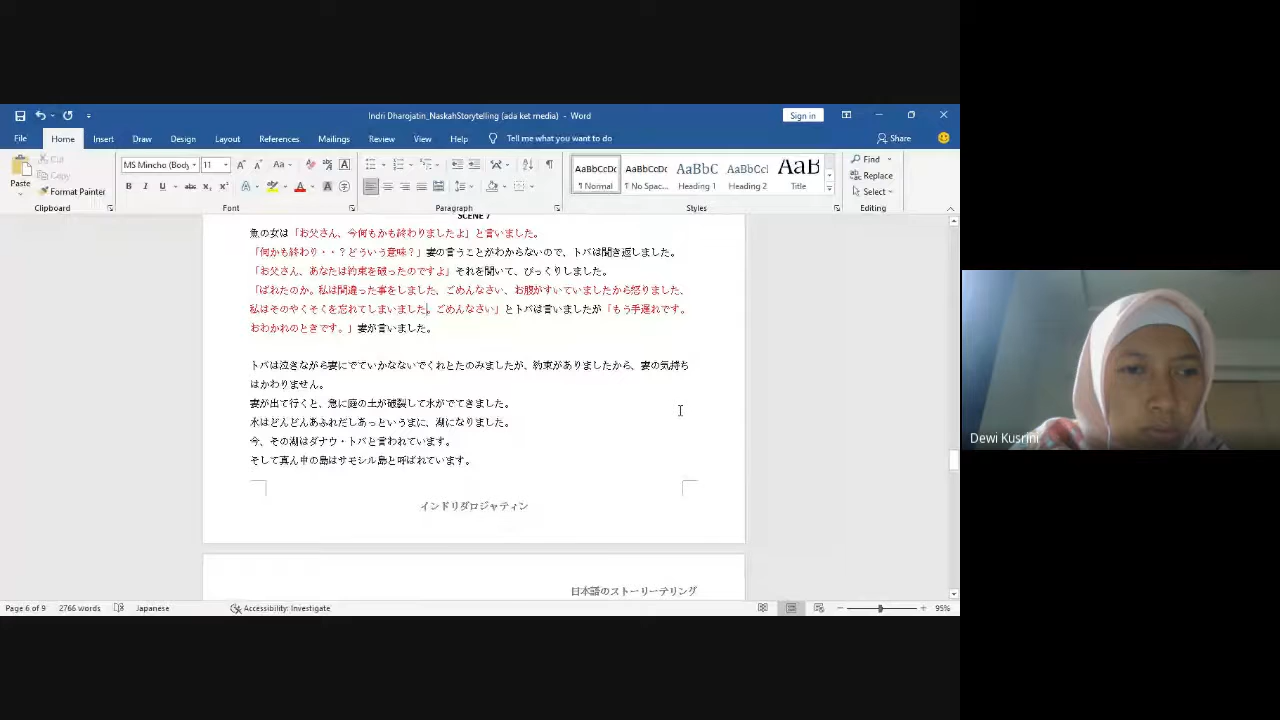 Indri Dharojatin_NaskahStorytelling (ada ket media) - Word
Sign in
File Home Insert Draw Design Layout References Mailings Review View Help Tell me what you want to do Share
Paste
Cut
Copy
Format Painter
Clipboard
MS Mincho (Body) 11
Font
Paragraph
AaBbCcDc AaBbCcDc AaBbC AaBbCcl AaB
¶ Normal ¶ No Spac... Heading 1 Heading 2 Title
Styles
Find
Replace
Select
Editing
SCENE 7
魚の女は「お父さん、今何もかも終わりましたよ」と言いました。
「何かも終わり・・？どういう意味？」妻の言うことがわからないので、トバは聞き返しました。
「お父さん、あなたは約束を破ったのですよ」それを聞いて、びっくりしました。
「ばれたのか。私は間違った事をしました、ごめんなさい、お腹がすいていましたから怒りました、
私はそのやくそくを忘れてしまいました。ごめんなさい」とトバは言いましたが「もう手遅れです。
おわかれのときです。」妻が言いました。
トバは泣きながら妻にでていかなないでくれとたのみましたが、約束がありましたから、妻の気持ち
はかわりません。
妻が出て行くと、急に庭の土が破裂して水がでてきました。
水はどんどんあふれだしあっというまに、湖になりました。
今、その湖はダナウ・トバと言われています。
そして真ん中の島はサモシル島と呼ばれています。
インドリダロジャティン
日本語のストーリーテリング
Page 6 of 9 2766 words Japanese Accessibility: Investigate 95%
Dewi Kusrini